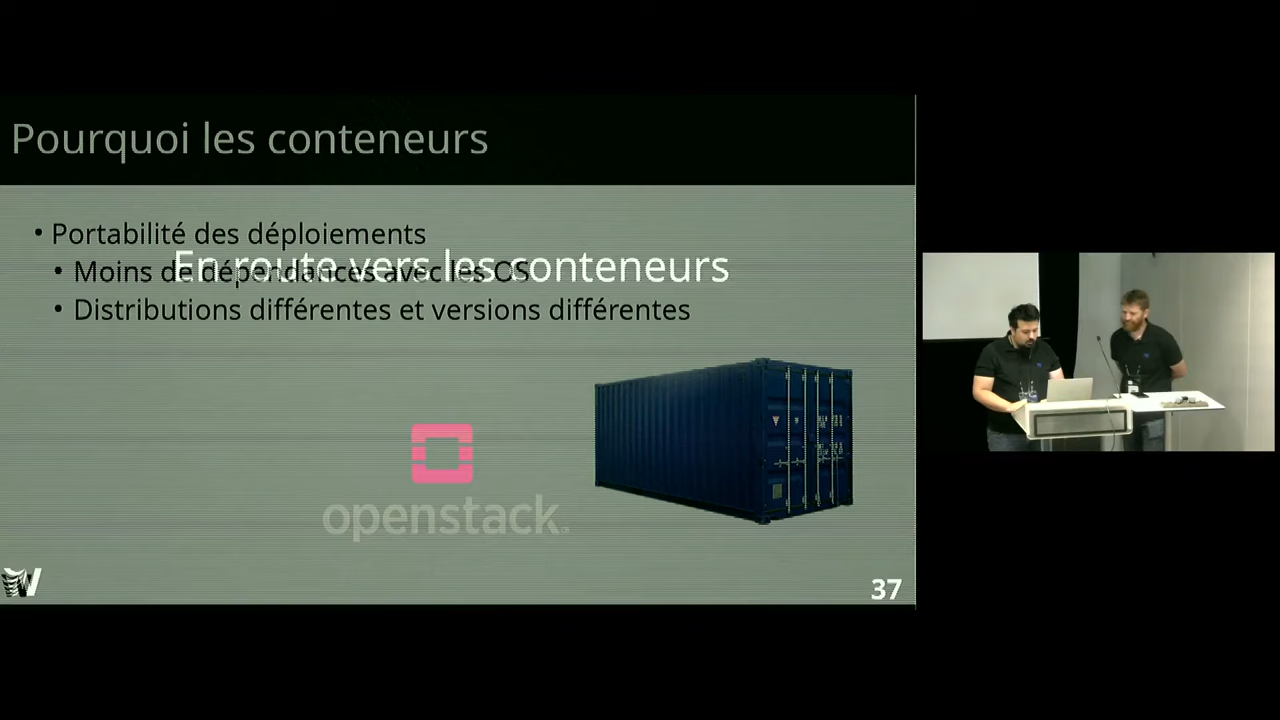 Pourquoi les conteneurs
• Portabilité des déploiements
En route vers les conteneurs
• Moins de dépendances avec les OS
• Distributions différentes et versions différentes
openstack
37